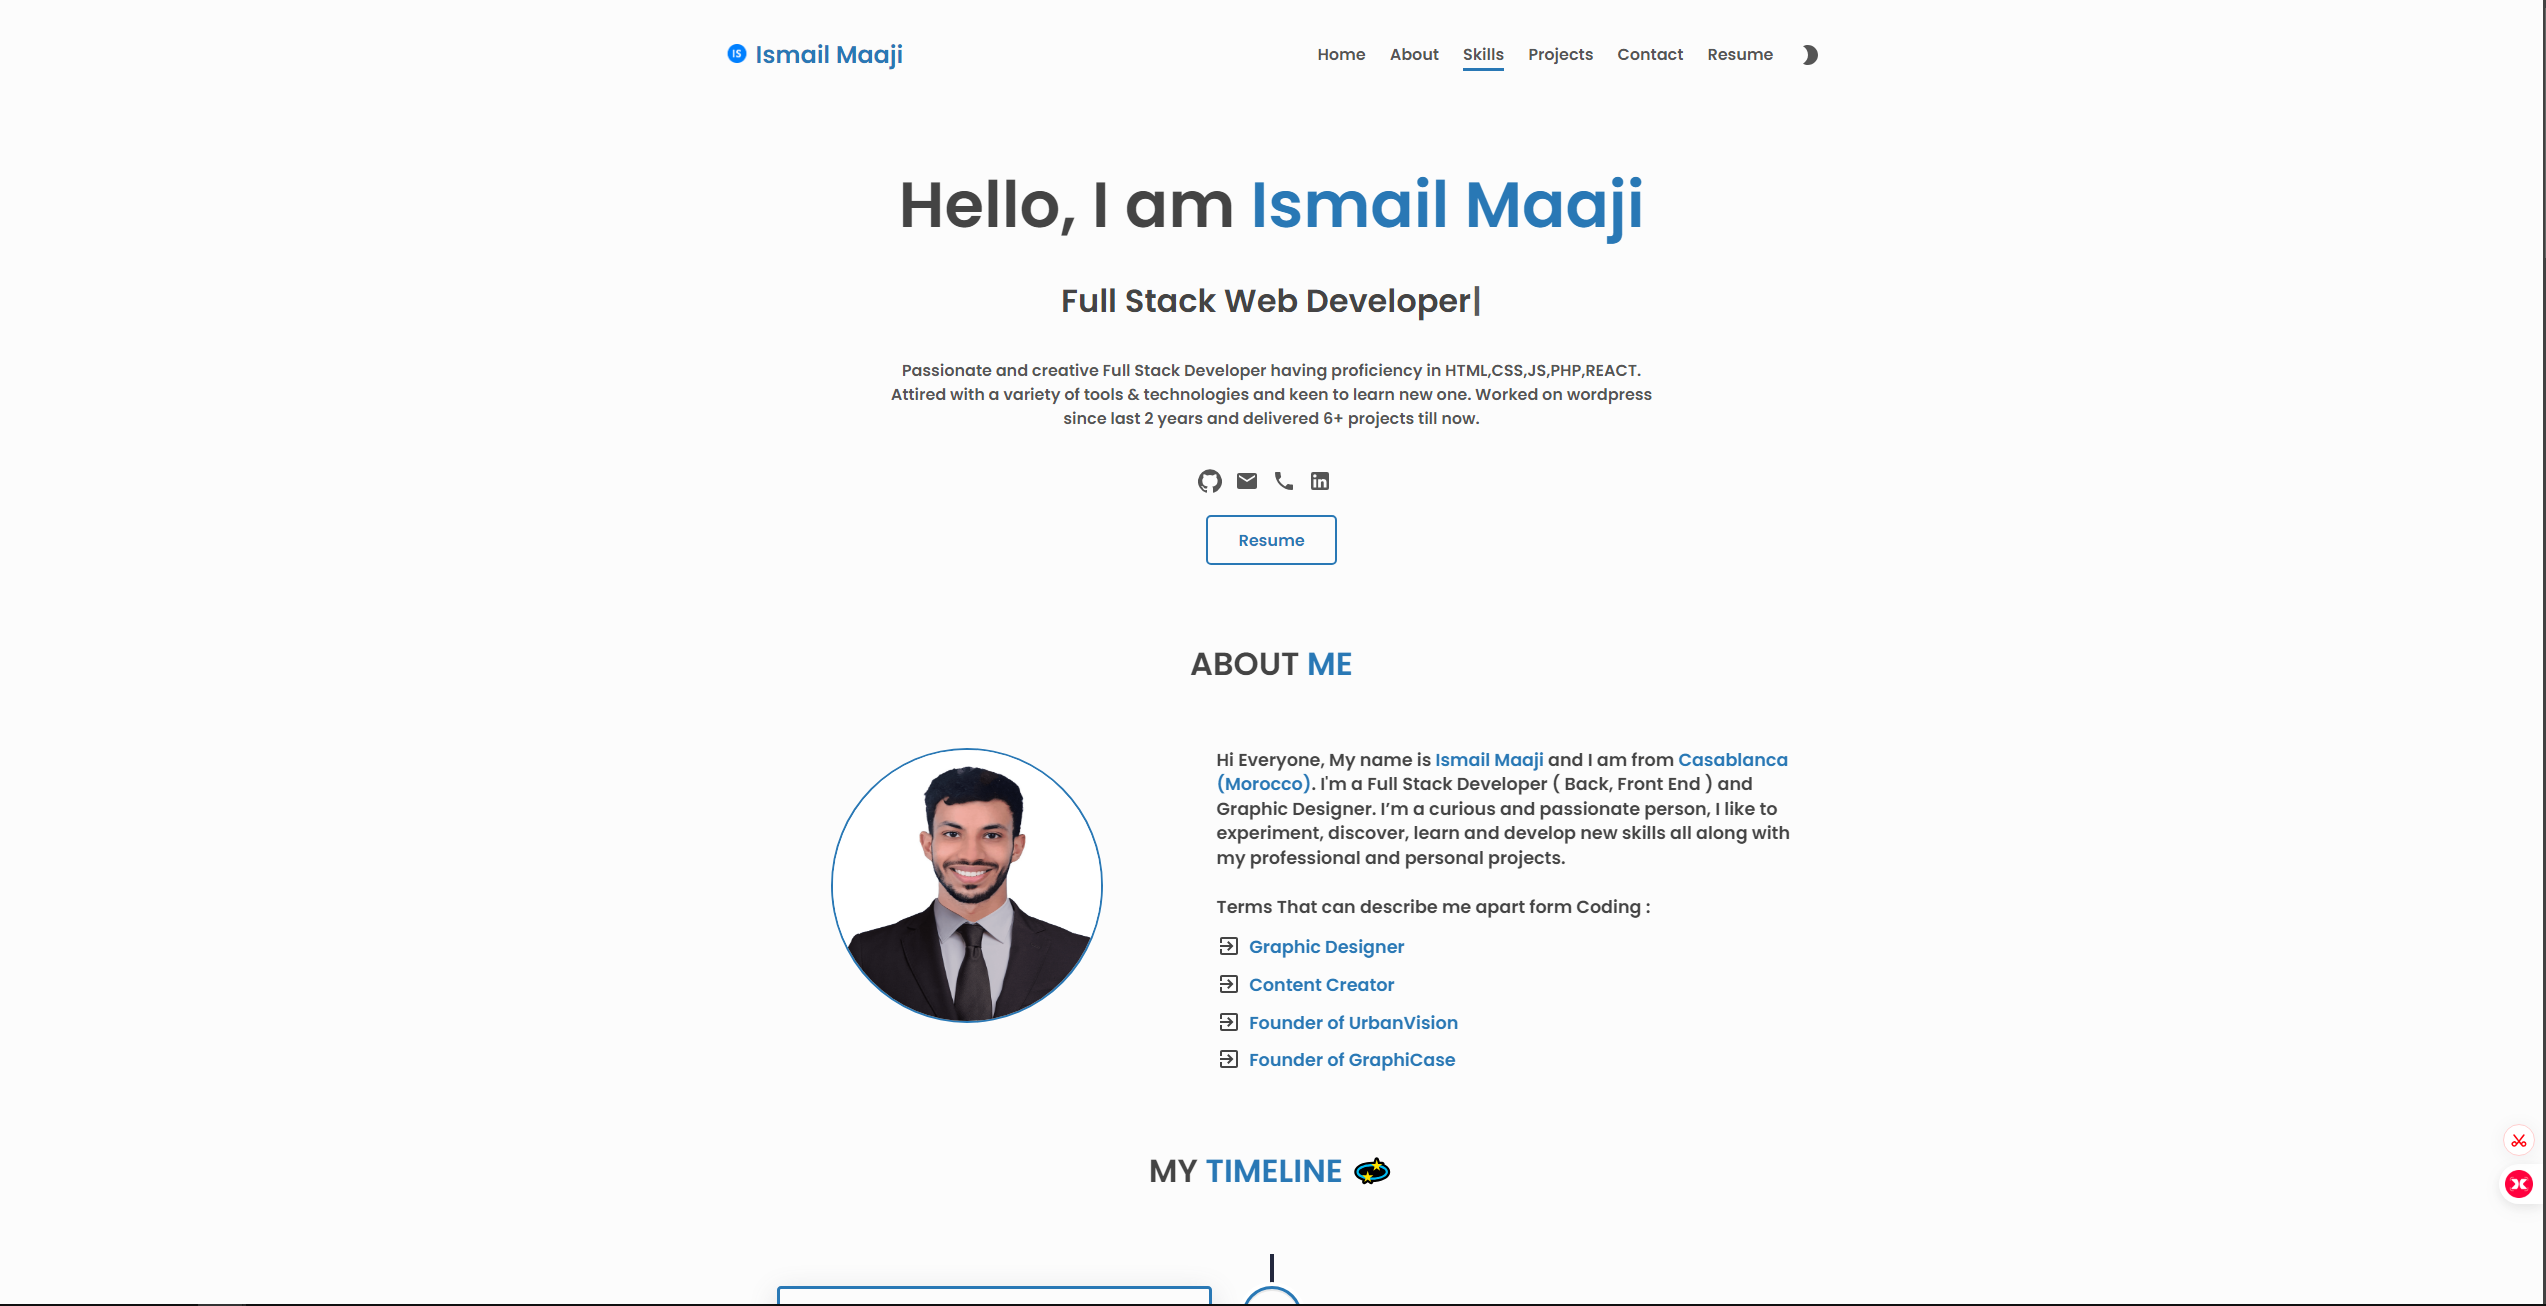 IS Ismail Maaji
Home About Skills Projects Contact Resume
Hello, I am Ismail Maaji
Full Stack Web Developer|
Passionate and creative Full Stack Developer having proficiency in HTML,CSS,JS,PHP,REACT.
Attired with a variety of tools & technologies and keen to learn new one. Worked on wordpress
since last 2 years and delivered 6+ projects till now.
Resume
ABOUT ME
Hi Everyone, My name is Ismail Maaji and I am from Casablanca
(Morocco). I'm a Full Stack Developer ( Back, Front End ) and
Graphic Designer. I’m a curious and passionate person, I like to
experiment, discover, learn and develop new skills all along with
my professional and personal projects.
Terms That can describe me apart form Coding :
Graphic Designer
Content Creator
Founder of UrbanVision
Founder of GraphiCase
MY TIMELINE